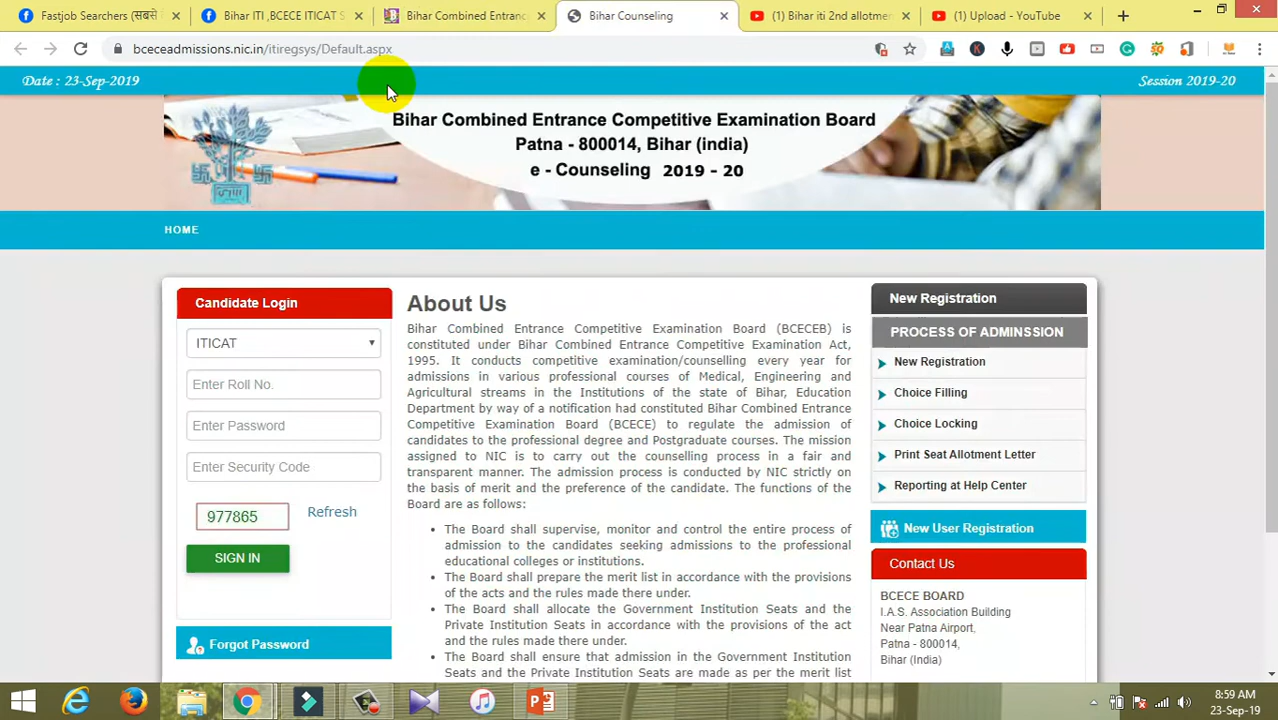 Fastjob Searchers (सबसे
Bihar ITI ,BCECE ITICAT S
Bihar Combined Entranc
Bihar Counseling
(1) Bihar iti 2nd allotmer
(1) Upload - YouTube
bceceadmissions.nic.in/itiregsys/Default.aspx
Date : 23-Sep-2019
Session 2019-20
Bihar Combined Entrance Competitive Examination Board
Patna - 800014, Bihar (india)
e - Counseling 2019 - 20
HOME
Candidate Login
ITICAT
Enter Roll No.
Enter Password
Enter Security Code
977865
Refresh
SIGN IN
Forgot Password
About Us
Bihar Combined Entrance Competitive Examination Board (BCECEB) is
constituted under Bihar Combined Entrance Competitive Examination Act,
1995. It conducts competitive examination/counselling every year for
admissions in various professional courses of Medical, Engineering and
Agricultural streams in the Institutions of the state of Bihar, Education
Department by way of a notification had constituted Bihar Combined Entrance
Competitive Examination Board (BCECE) to regulate the admission of
candidates to the professional degree and Postgraduate courses. The mission
assigned to NIC is to carry out the counselling process in a fair and
transparent manner. The admission process is conducted by NIC strictly on
the basis of merit and the preference of the candidate. The functions of the
Board are as follows:
• The Board shall supervise, monitor and control the entire process of
admission to the candidates seeking admissions to the professional
educational colleges or institutions.
• The Board shall prepare the merit list in accordance with the provisions
of the acts and the rules made there under.
• The Board shall allocate the Government Institution Seats and the
Private Institution Seats in accordance with the provisions of the act
and the rules made there under.
• The Board shall ensure that admission in the Government Institution
Seats and the Private Institution Seats are made as per the merit list
New Registration
PROCESS OF ADMINSSION
New Registration
Choice Filling
Choice Locking
Print Seat Allotment Letter
Reporting at Help Center
New User Registration
Contact Us
BCECE BOARD
I.A.S. Association Building
Near Patna Airport,
Patna - 800014,
Bihar (India)
8:59 AM
23-Sep-19